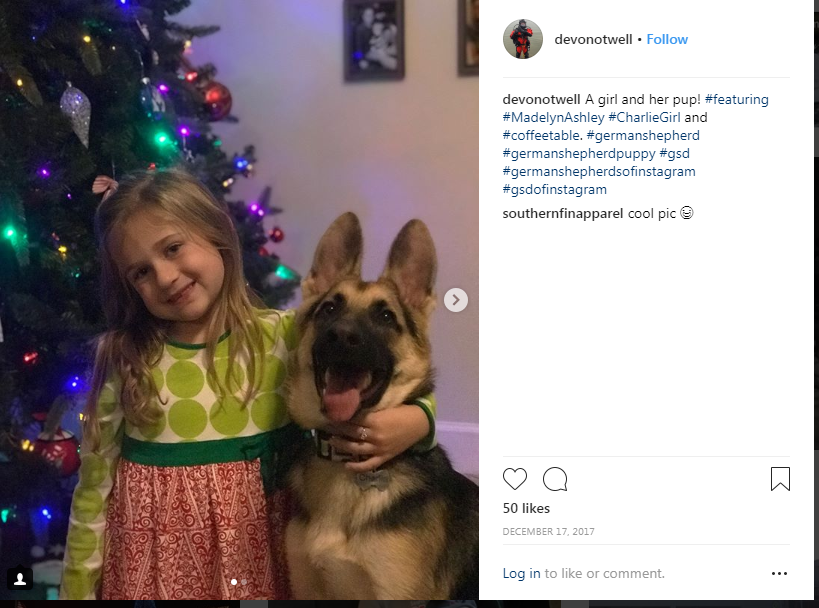 devonotwell • Follow
devonotwell A girl and her pup! #featuring
#MadelynAshley #CharlieGirl and
#coffeetable. #germanshepherd
#germanshepherdpuppy #gsd
#germanshepherdsofinstagram
#gsdofinstagram
southernfinapparel cool pic 😄
50 likes
DECEMBER 17, 2017
Log in to like or comment.